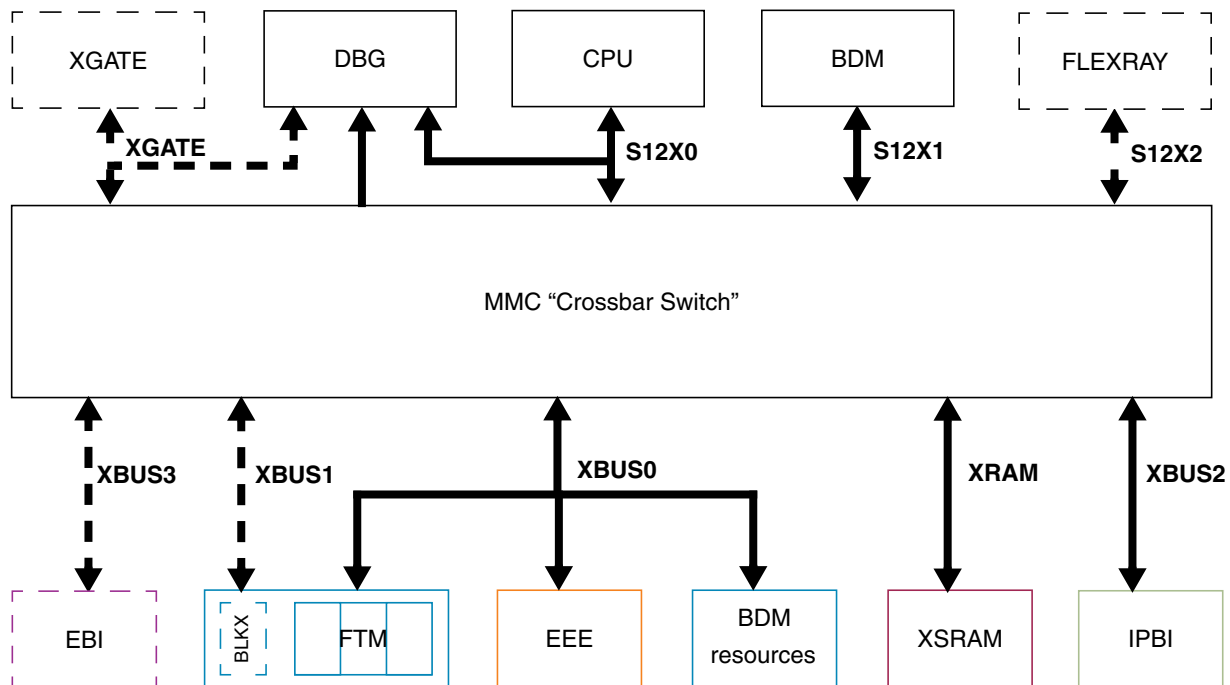 XGATE
DBG
CPU
BDM
FLEXRAY
XGATE
S12X0
S12X1
S12X2
MMC “Crossbar Switch”
XBUS3
XBUS1
XBUS0
XRAM
XBUS2
EBI
BLKX
FTM
EEE
BDM
resources
XSRAM
IPBI